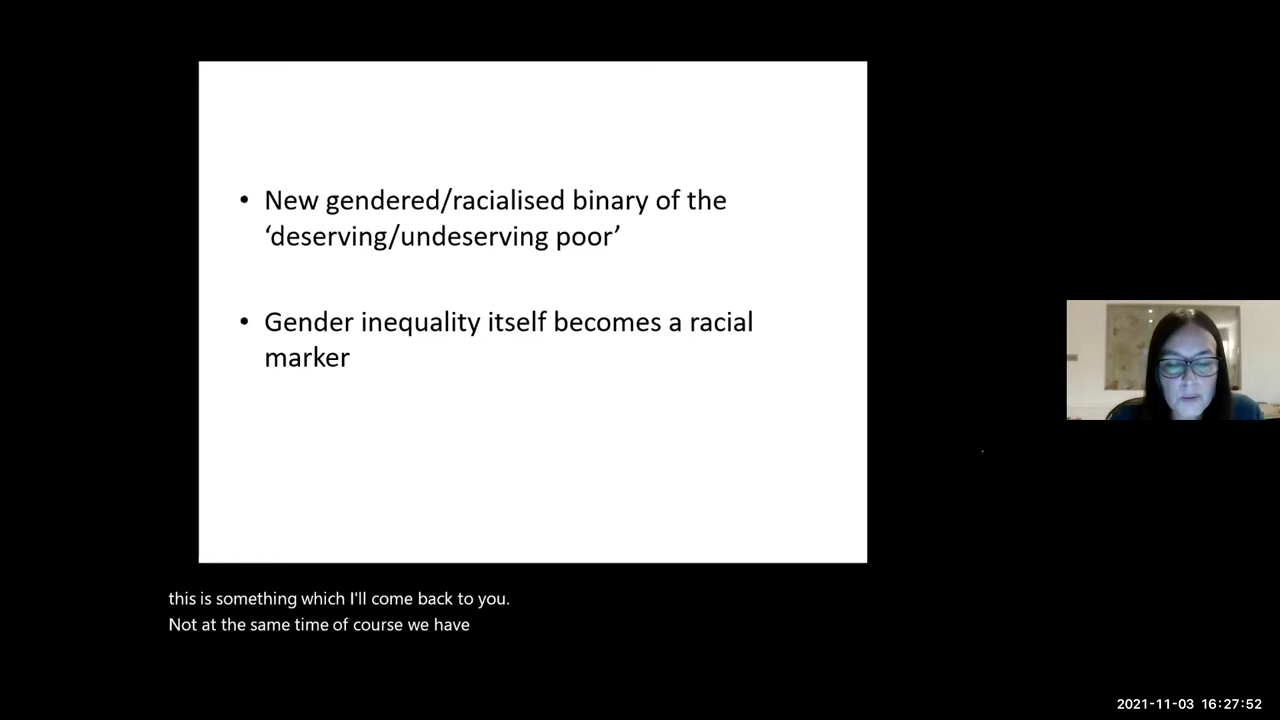 • New gendered/racialised binary of the
‘deserving/undeserving poor’
• Gender inequality itself becomes a racial
marker
this is something which I'll come back to you.
Not at the same time of course we have
2021-11-03 16:27:52